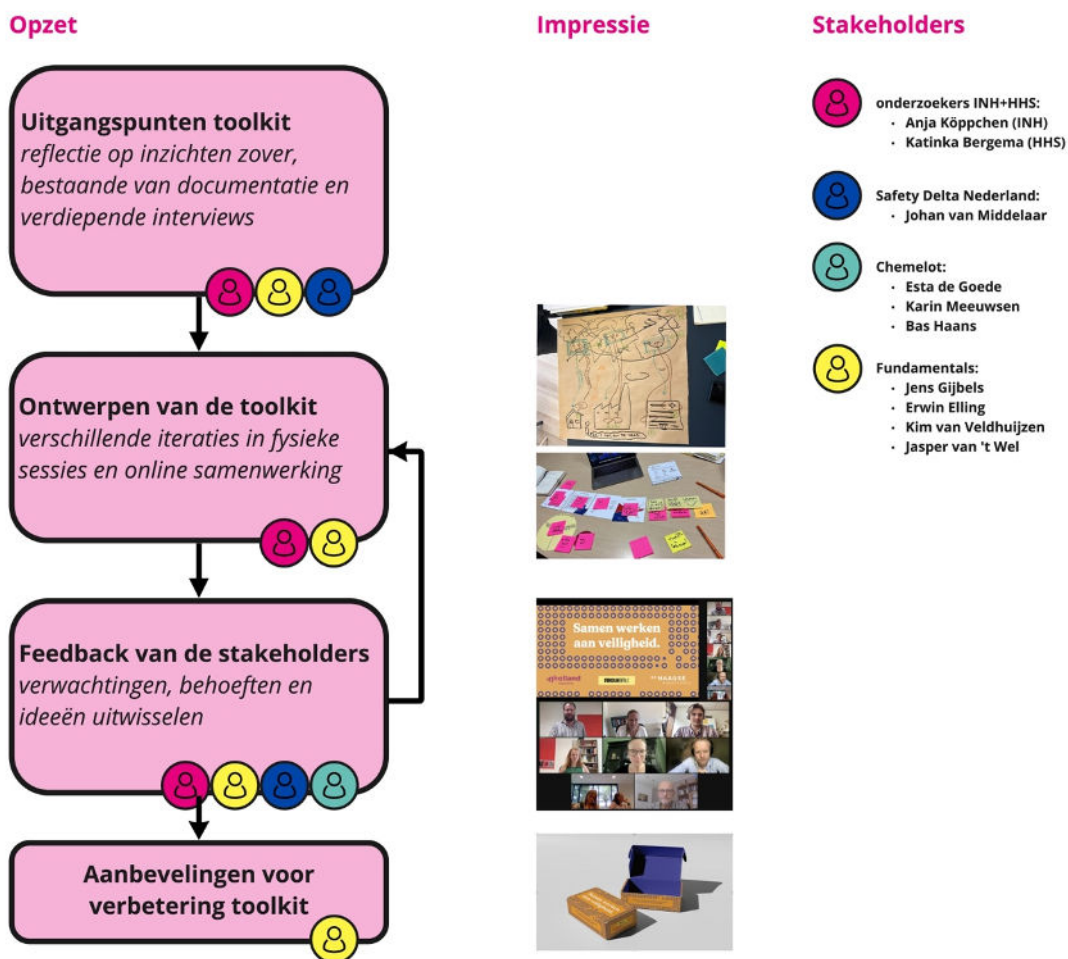 Opzet
Impressie
Stakeholders
Uitgangspunten toolkit
reflectie op inzichten zover,
bestaande van documentatie en
verdiepende interviews
Ontwerpen van de toolkit
verschillende iteraties in fysieke
sessies en online samenwerking
Feedback van de stakeholders
verwachtingen, behoeften en
ideeën uitwisselen
Aanbevelingen voor
verbetering toolkit
Samen werken
aan veiligheid.
onderzoekers INH+HHS:
· Anja Köppchen (INH)
· Katinka Bergema (HHS)
Safety Delta Nederland:
· Johan van Middelaar
Chemelot:
· Esta de Goede
· Karin Meeuwsen
· Bas Haans
Fundamentals:
· Jens Gijbels
· Erwin Elling
· Kim van Veldhuijzen
· Jasper van 't Wel